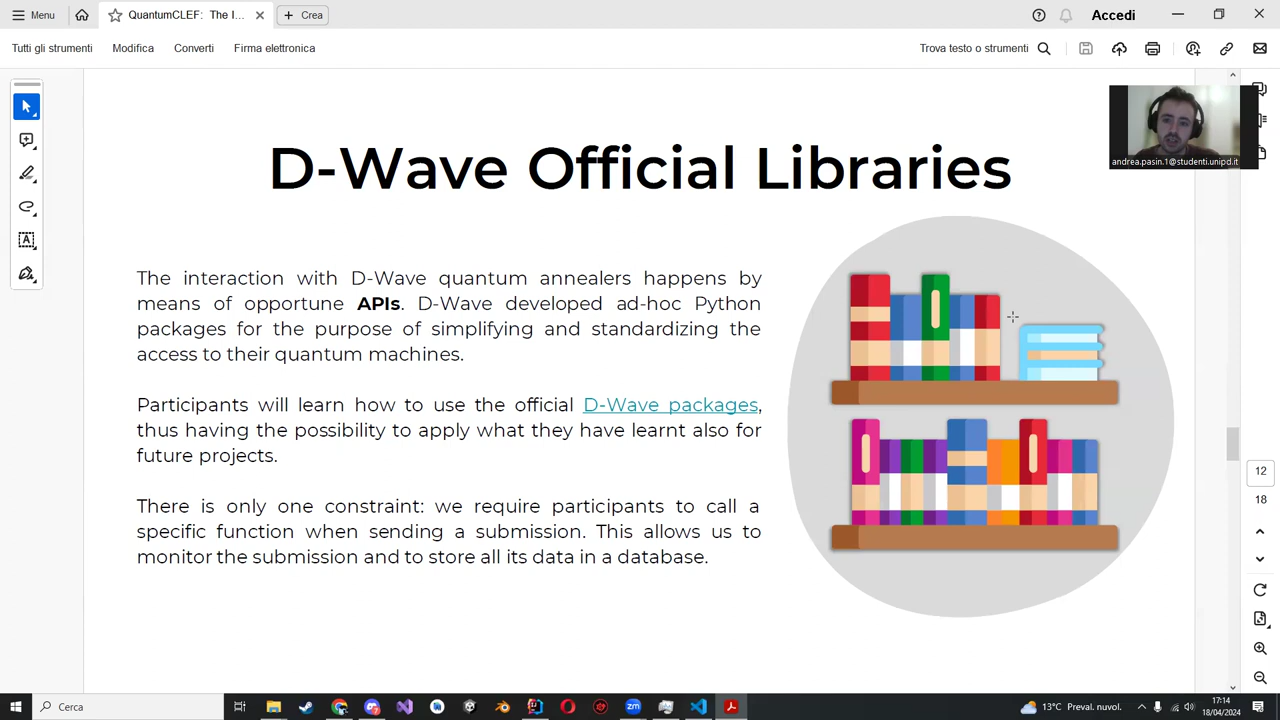 Menu
QuantumCLEF: The I...
Crea
Accedi
Tutti gli strumenti
Modifica
Converti
Firma elettronica
Trova testo o strumenti
andrea.pasin.1@studenti.unipd.it
D-Wave Official Libraries
The interaction with D-Wave quantum annealers happens by
means of opportune APIs. D-Wave developed ad-hoc Python
packages for the purpose of simplifying and standardizing the
access to their quantum machines.
Participants will learn how to use the official D-Wave packages,
thus having the possibility to apply what they have learnt also for
future projects.
There is only one constraint: we require participants to call a
specific function when sending a submission. This allows us to
monitor the submission and to store all its data in a database.
12
18
Cerca
13°C Preval. nuvol.
17:14
18/04/2024